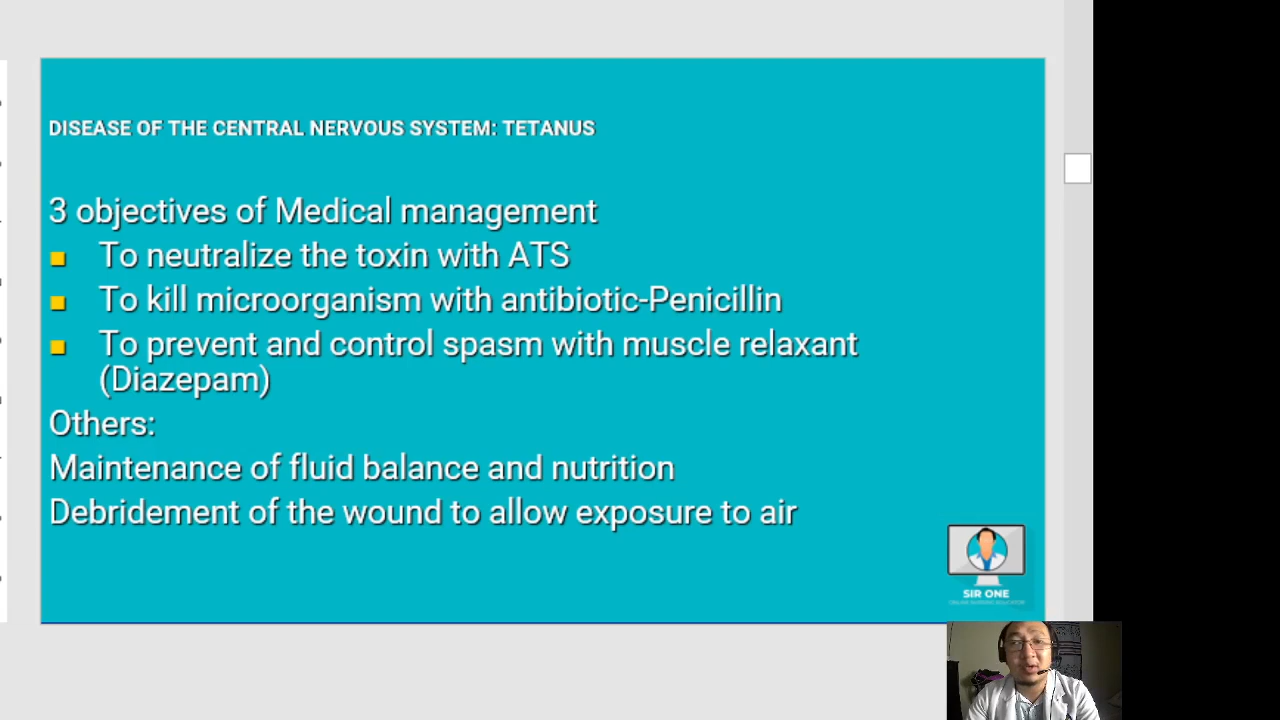 DISEASE OF THE CENTRAL NERVOUS SYSTEM: TETANUS
3 objectives of Medical management
To neutralize the toxin with ATS
To kill microorganism with antibiotic-Penicillin
To prevent and control spasm with muscle relaxant
(Diazepam)
Others:
Maintenance of fluid balance and nutrition
Debridement of the wound to allow exposure to air
SIR ONE